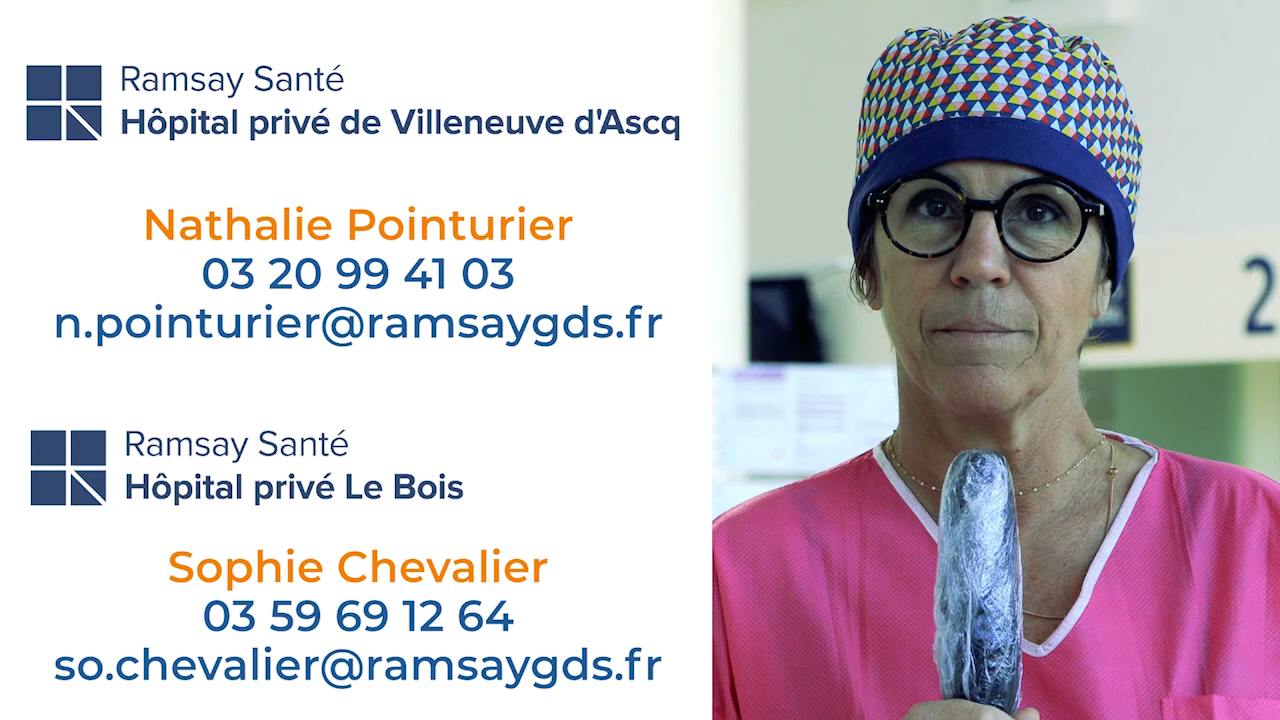 Ramsay Santé
Hôpital privé de Villeneuve d'Ascq
Nathalie Pointurier
03 20 99 41 03
n.pointurier@ramsaygds.fr
Ramsay Santé
Hôpital privé Le Bois
Sophie Chevalier
03 59 69 12 64
so.chevalier@ramsaygds.fr
2